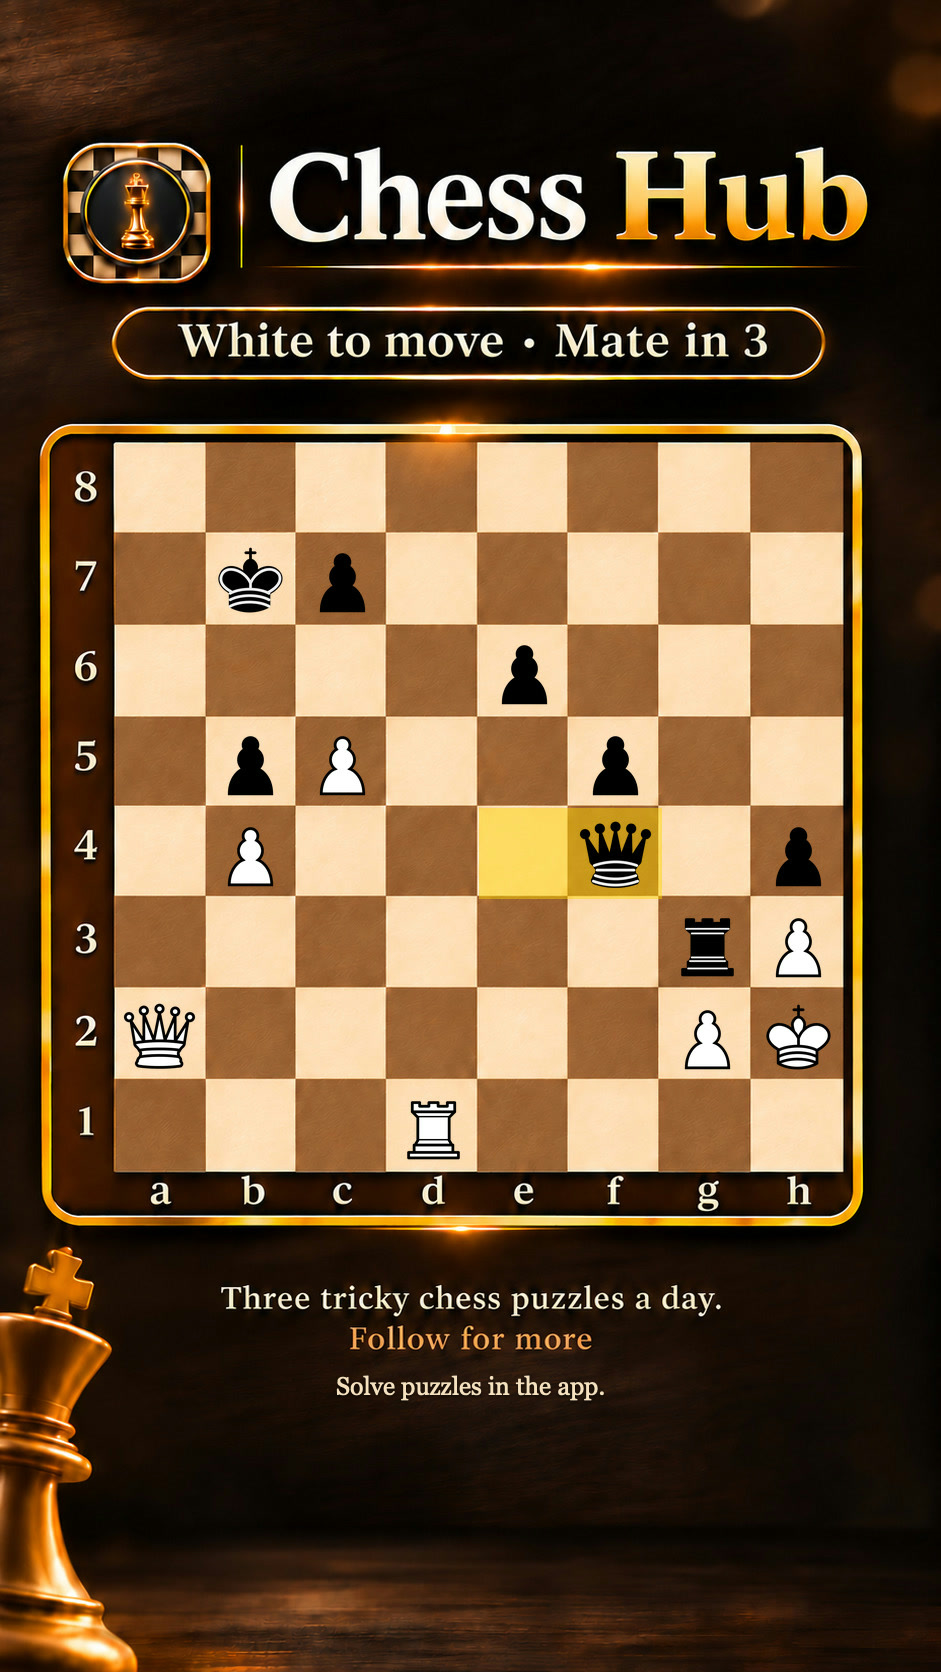 Chess Hub
White to move • Mate in 3
8
7
6
5
4
3
2
1
a b c d e f g h
Three tricky chess puzzles a day.
Follow for more
Solve puzzles in the app.